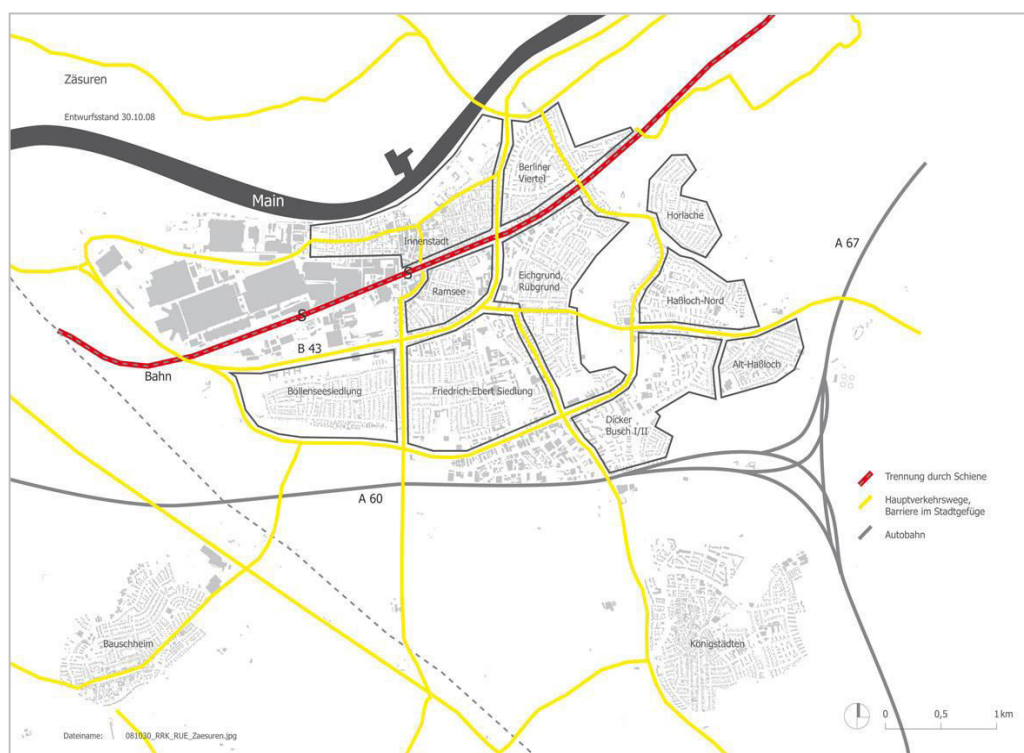 Zäsuren
Entwurfsstand 30.10.08
Main
Berliner
Viertel
Horlache
A 67
Innenstadt
S
Eichgrund,
Rübgrund
Ramsee
Haßloch-Nord
S
B 43
Bahn
Alt-Haßloch
Böllenseesiedlung
Friedrich-Ebert Siedlung
Dicker
Busch I/II
A 60
Trennung durch Schiene
Hauptverkehrswege,
Barriere im Stadtgefüge
Autobahn
Bauschheim
Königstädten
0 0,5 1 km
Dateiname: 081030_RRK_RUE_Zaesuren.jpg